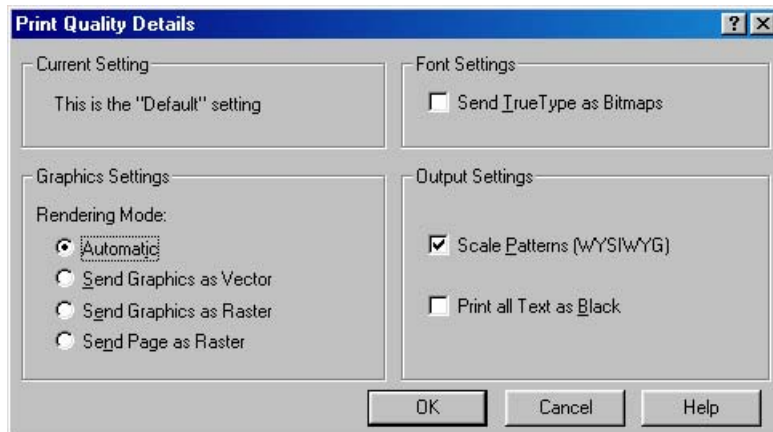 Print Quality Details
Current Setting
This is the "Default" setting
Font Settings
Send TrueType as Bitmaps
Graphics Settings
Rendering Mode:
Automatic
Send Graphics as Vector
Send Graphics as Raster
Send Page as Raster
Output Settings
Scale Patterns (WYSIWYG)
Print all Text as Black
OK
Cancel
Help